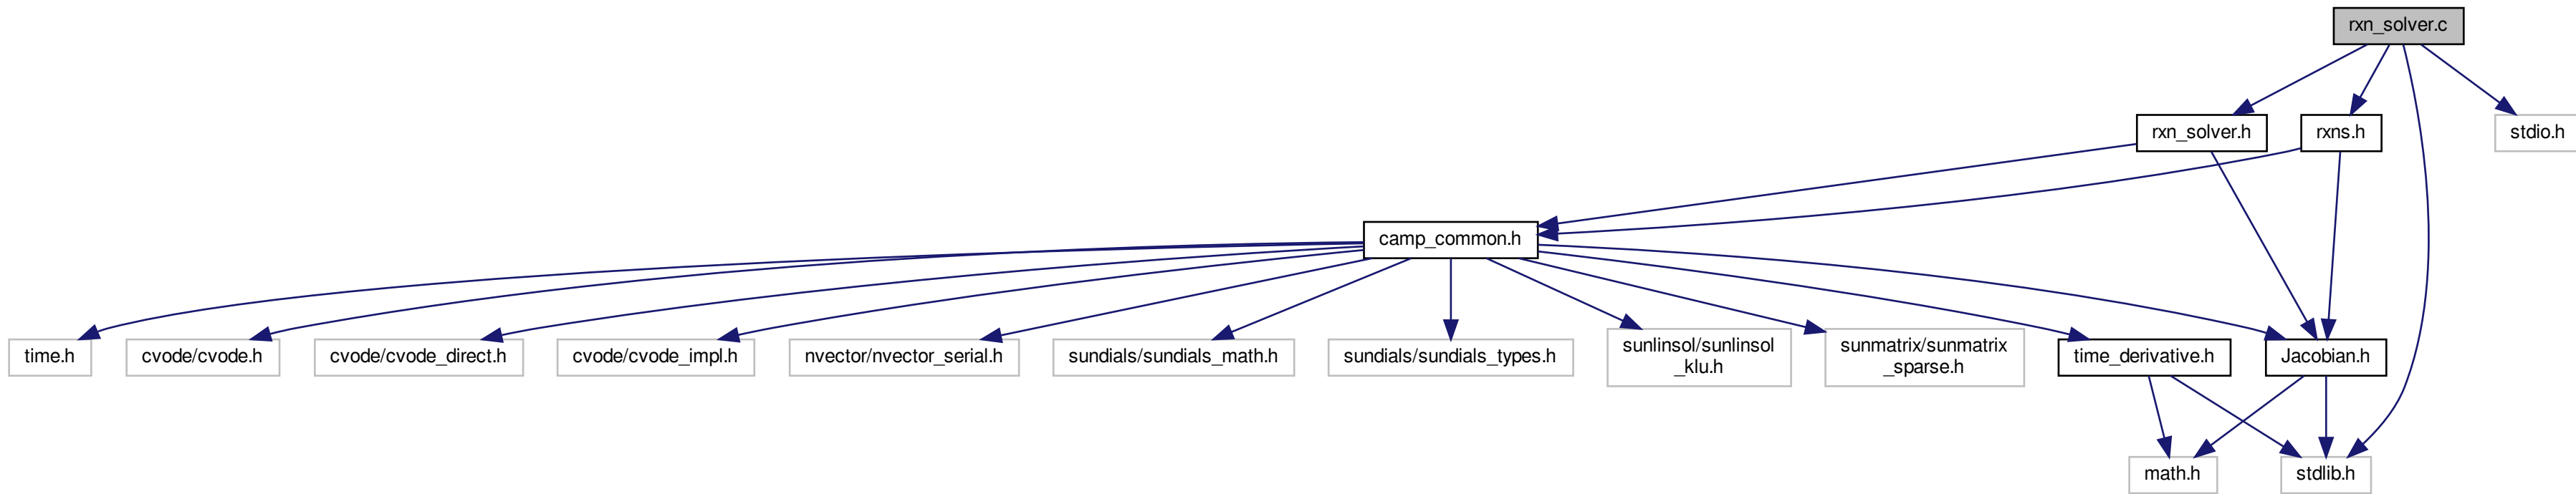 rxn_solver.c
rxn_solver.h
rxns.h
stdio.h
camp_common.h
time.h
cvode/cvode.h
cvode/cvode_direct.h
cvode/cvode_impl.h
nvector/nvector_serial.h
sundials/sundials_math.h
sundials/sundials_types.h
sunlinsol/sunlinsol
_klu.h
sunmatrix/sunmatrix
_sparse.h
time_derivative.h
Jacobian.h
math.h
stdlib.h